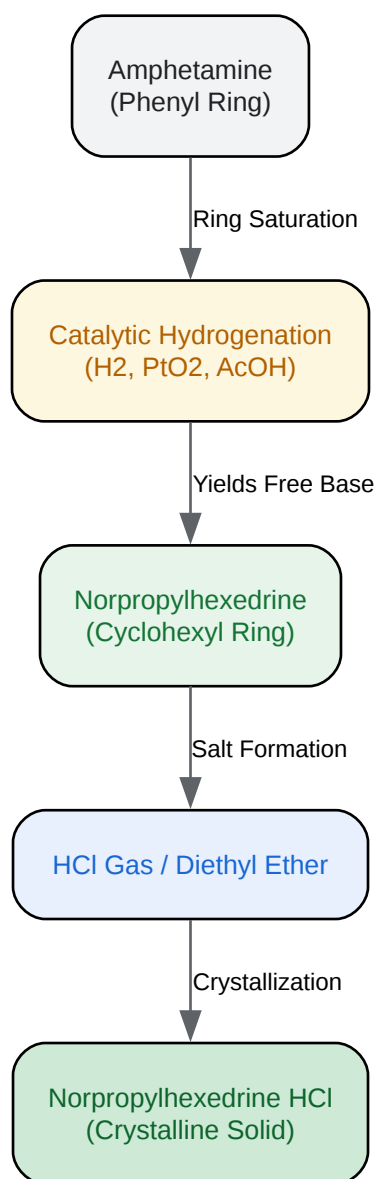 Amphetamine
(Phenyl Ring)
Ring Saturation
Catalytic Hydrogenation
(H2, PtO2, AcOH)
Yields Free Base
Norpropylhexedrine
(Cyclohexyl Ring)
Salt Formation
HCl Gas / Diethyl Ether
Crystallization
Norpropylhexedrine HCl
(Crystalline Solid)